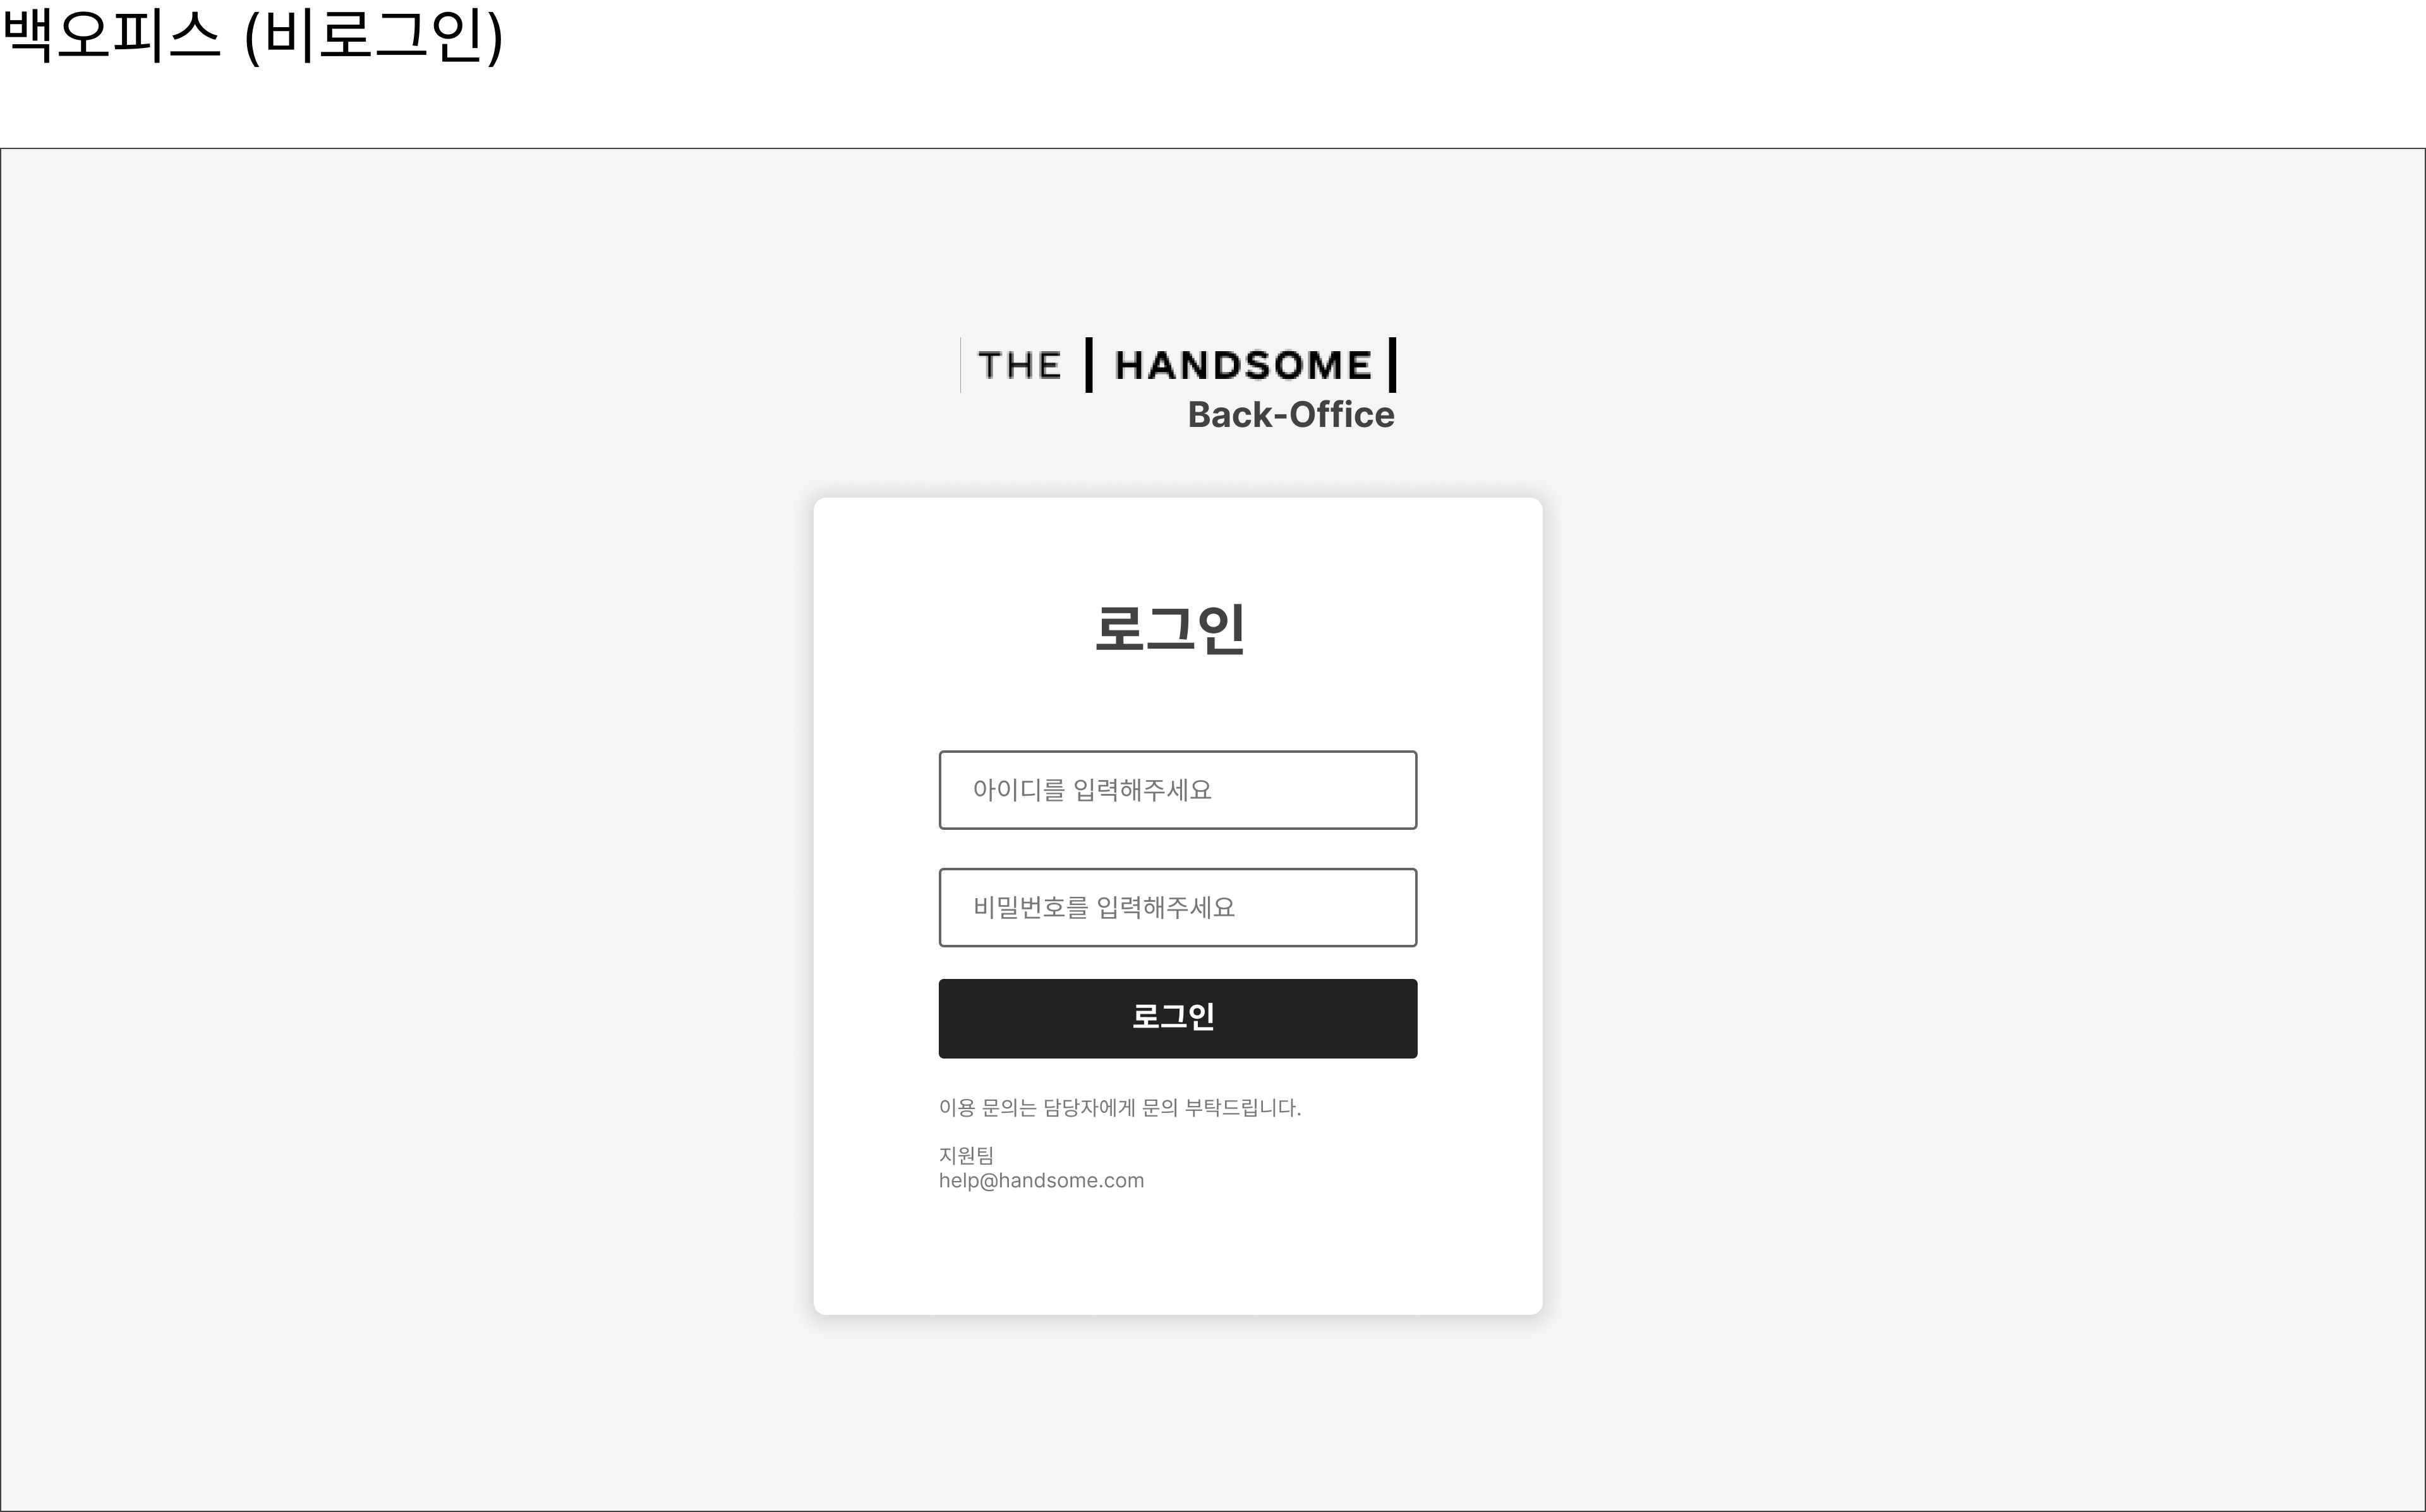 백오피스 (비로그인)
THE HANDSOME
Back-Office
로그인
아이디를 입력해주세요
비밀번호를 입력해주세요
로그인
이용 문의는 담당자에게 문의 부탁드립니다.
지원팀
help@handsome.com